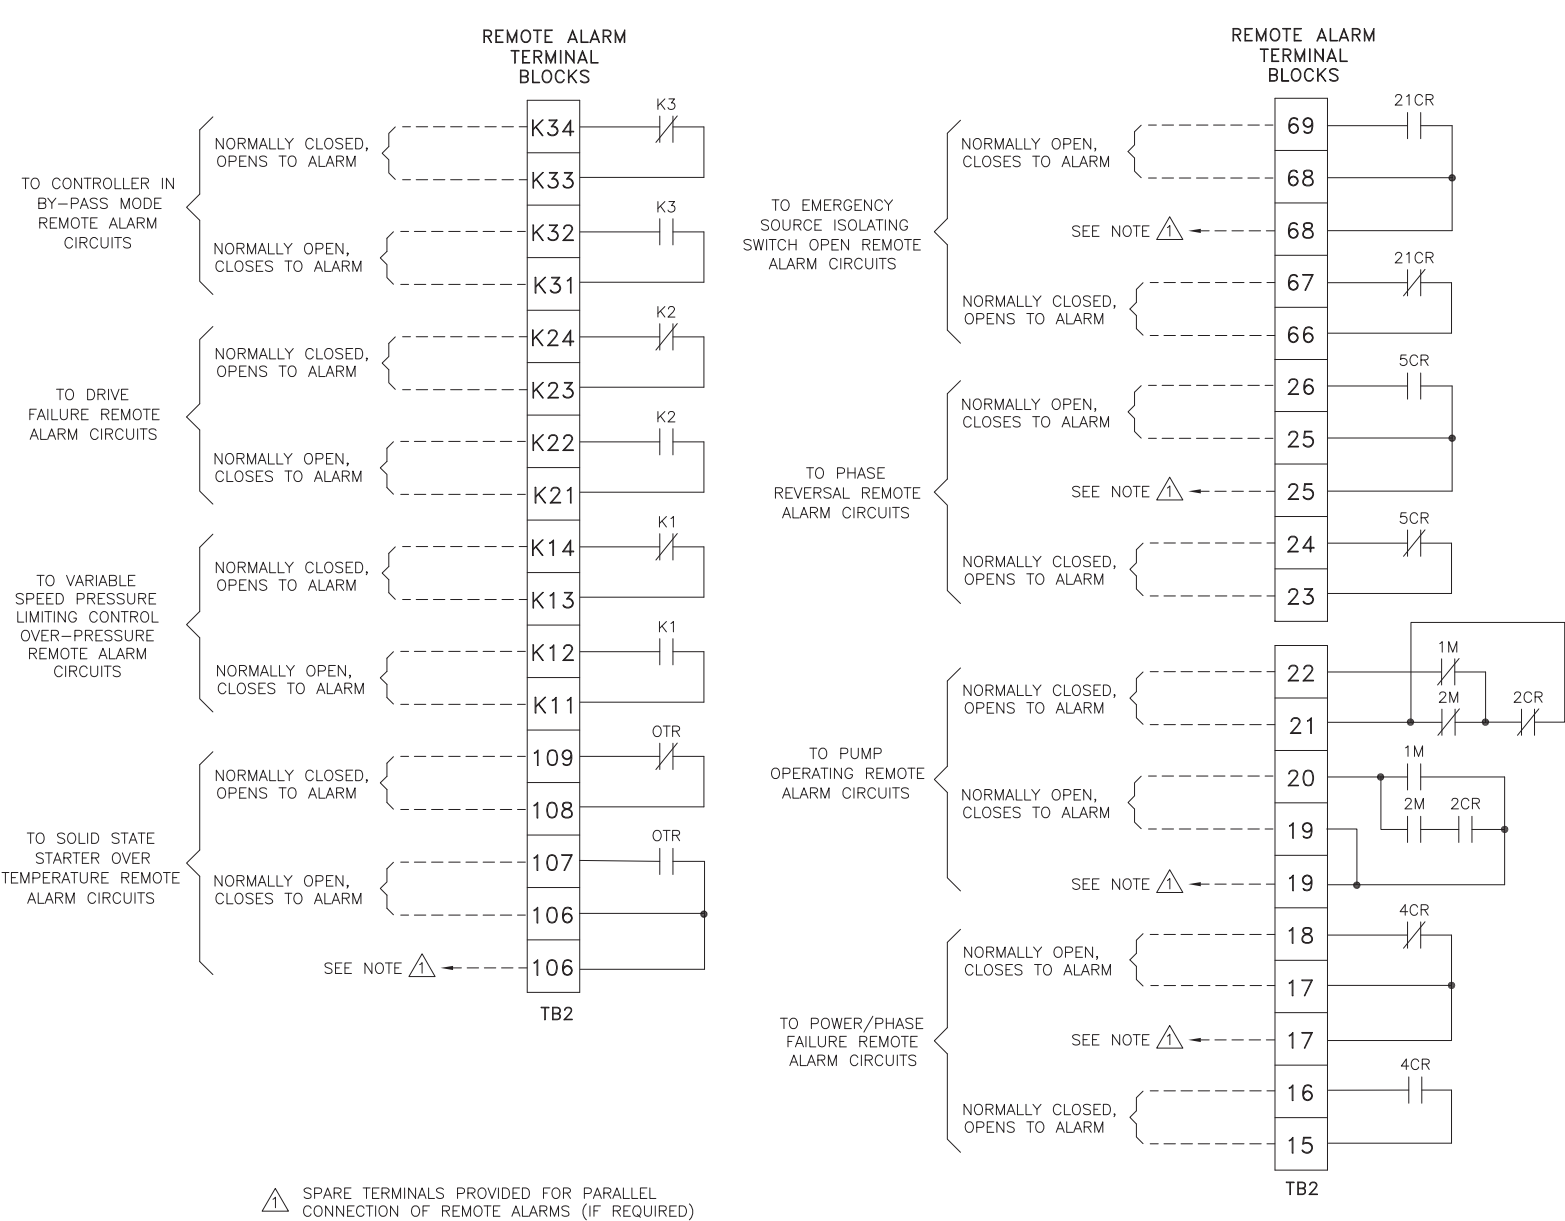 REMOTE ALARM
TERMINAL
BLOCKS
TO CONTROLLER IN
BY-PASS MODE
REMOTE ALARM
CIRCUITS
NORMALLY CLOSED,
OPENS TO ALARM
NORMALLY OPEN,
CLOSES TO ALARM
K34
K33
K32
K31
K3
K3
TO DRIVE
FAILURE REMOTE
ALARM CIRCUITS
NORMALLY CLOSED,
OPENS TO ALARM
NORMALLY OPEN,
CLOSES TO ALARM
K24
K23
K22
K21
K2
K2
TO VARIABLE
SPEED PRESSURE
LIMITING CONTROL
OVER-PRESSURE
REMOTE ALARM
CIRCUITS
NORMALLY CLOSED,
OPENS TO ALARM
NORMALLY OPEN,
CLOSES TO ALARM
K14
K13
K12
K11
K1
K1
TO SOLID STATE
STARTER OVER
TEMPERATURE REMOTE
ALARM CIRCUITS
NORMALLY CLOSED,
OPENS TO ALARM
NORMALLY OPEN,
CLOSES TO ALARM
SEE NOTE 1
109
108
107
106
106
OTR
OTR
TB2
REMOTE ALARM
TERMINAL
BLOCKS
TO EMERGENCY
SOURCE ISOLATING
SWITCH OPEN REMOTE
ALARM CIRCUITS
NORMALLY OPEN,
CLOSES TO ALARM
SEE NOTE 1
NORMALLY CLOSED,
OPENS TO ALARM
69
68
68
67
66
21CR
21CR
TO PHASE
REVERSAL REMOTE
ALARM CIRCUITS
NORMALLY OPEN,
CLOSES TO ALARM
SEE NOTE 1
NORMALLY CLOSED,
OPENS TO ALARM
26
25
25
24
23
5CR
5CR
TO PUMP
OPERATING REMOTE
ALARM CIRCUITS
NORMALLY CLOSED,
OPENS TO ALARM
NORMALLY OPEN,
CLOSES TO ALARM
SEE NOTE 1
22
21
20
19
19
1M
2M 2CR
1M
2M 2CR
TO POWER/PHASE
FAILURE REMOTE
ALARM CIRCUITS
NORMALLY OPEN,
CLOSES TO ALARM
SEE NOTE 1
NORMALLY CLOSED,
OPENS TO ALARM
18
17
17
16
15
4CR
4CR
TB2
1 SPARE TERMINALS PROVIDED FOR PARALLEL
CONNECTION OF REMOTE ALARMS (IF REQUIRED)